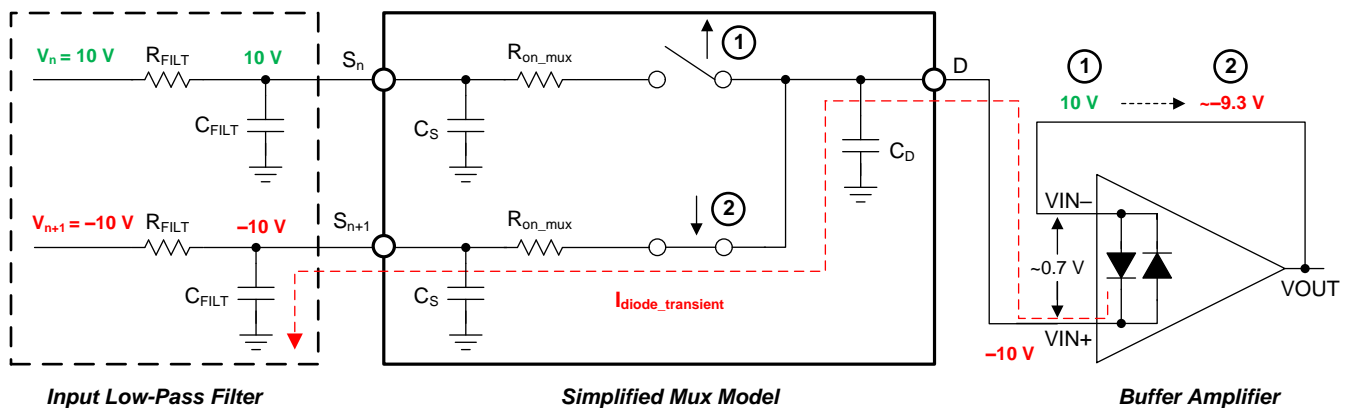 Vn = 10 V
RFILT
10 V
Sn
Ron_mux
1
D
1
2
10 V
~–9.3 V
CFILT
CS
CD
Vn+1 = –10 V
RFILT
–10 V
Sn+1
Ron_mux
2
VIN–
~0.7 V
CFILT
CS
Idiode_transient
VOUT
VIN+
–10 V
Input Low-Pass Filter
Simplified Mux Model
Buffer Amplifier